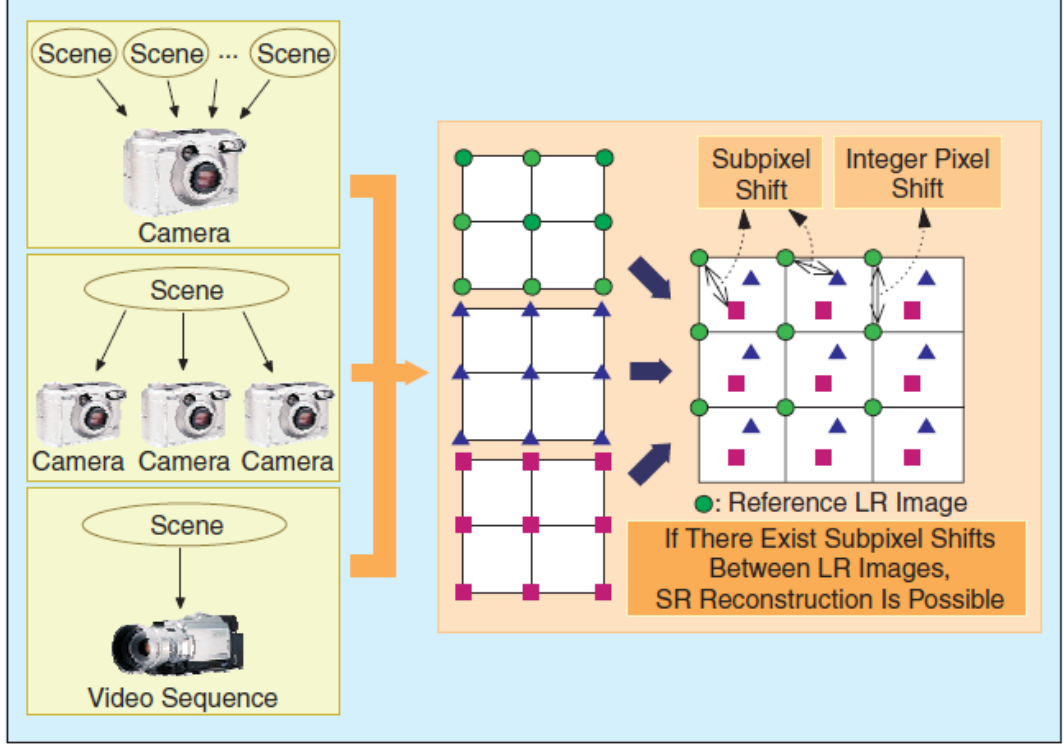 Scene Scene ... Scene
Camera
Scene
Camera Camera Camera
Scene
Video Sequence
Subpixel
Shift
Integer Pixel
Shift
: Reference LR Image
If There Exist Subpixel Shifts
Between LR Images,
SR Reconstruction Is Possible